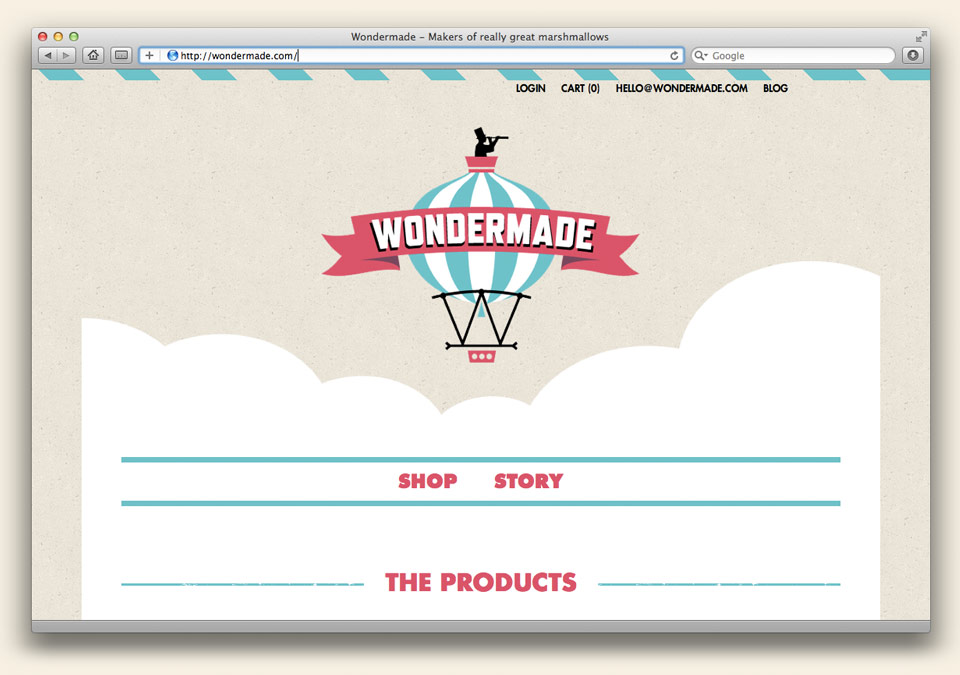 Wondermade – Makers of really great marshmallows
http://wondermade.com/
Google
LOGIN CART (0) HELLO@WONDERMADE.COM BLOG
WONDERMADE
SHOP STORY
THE PRODUCTS